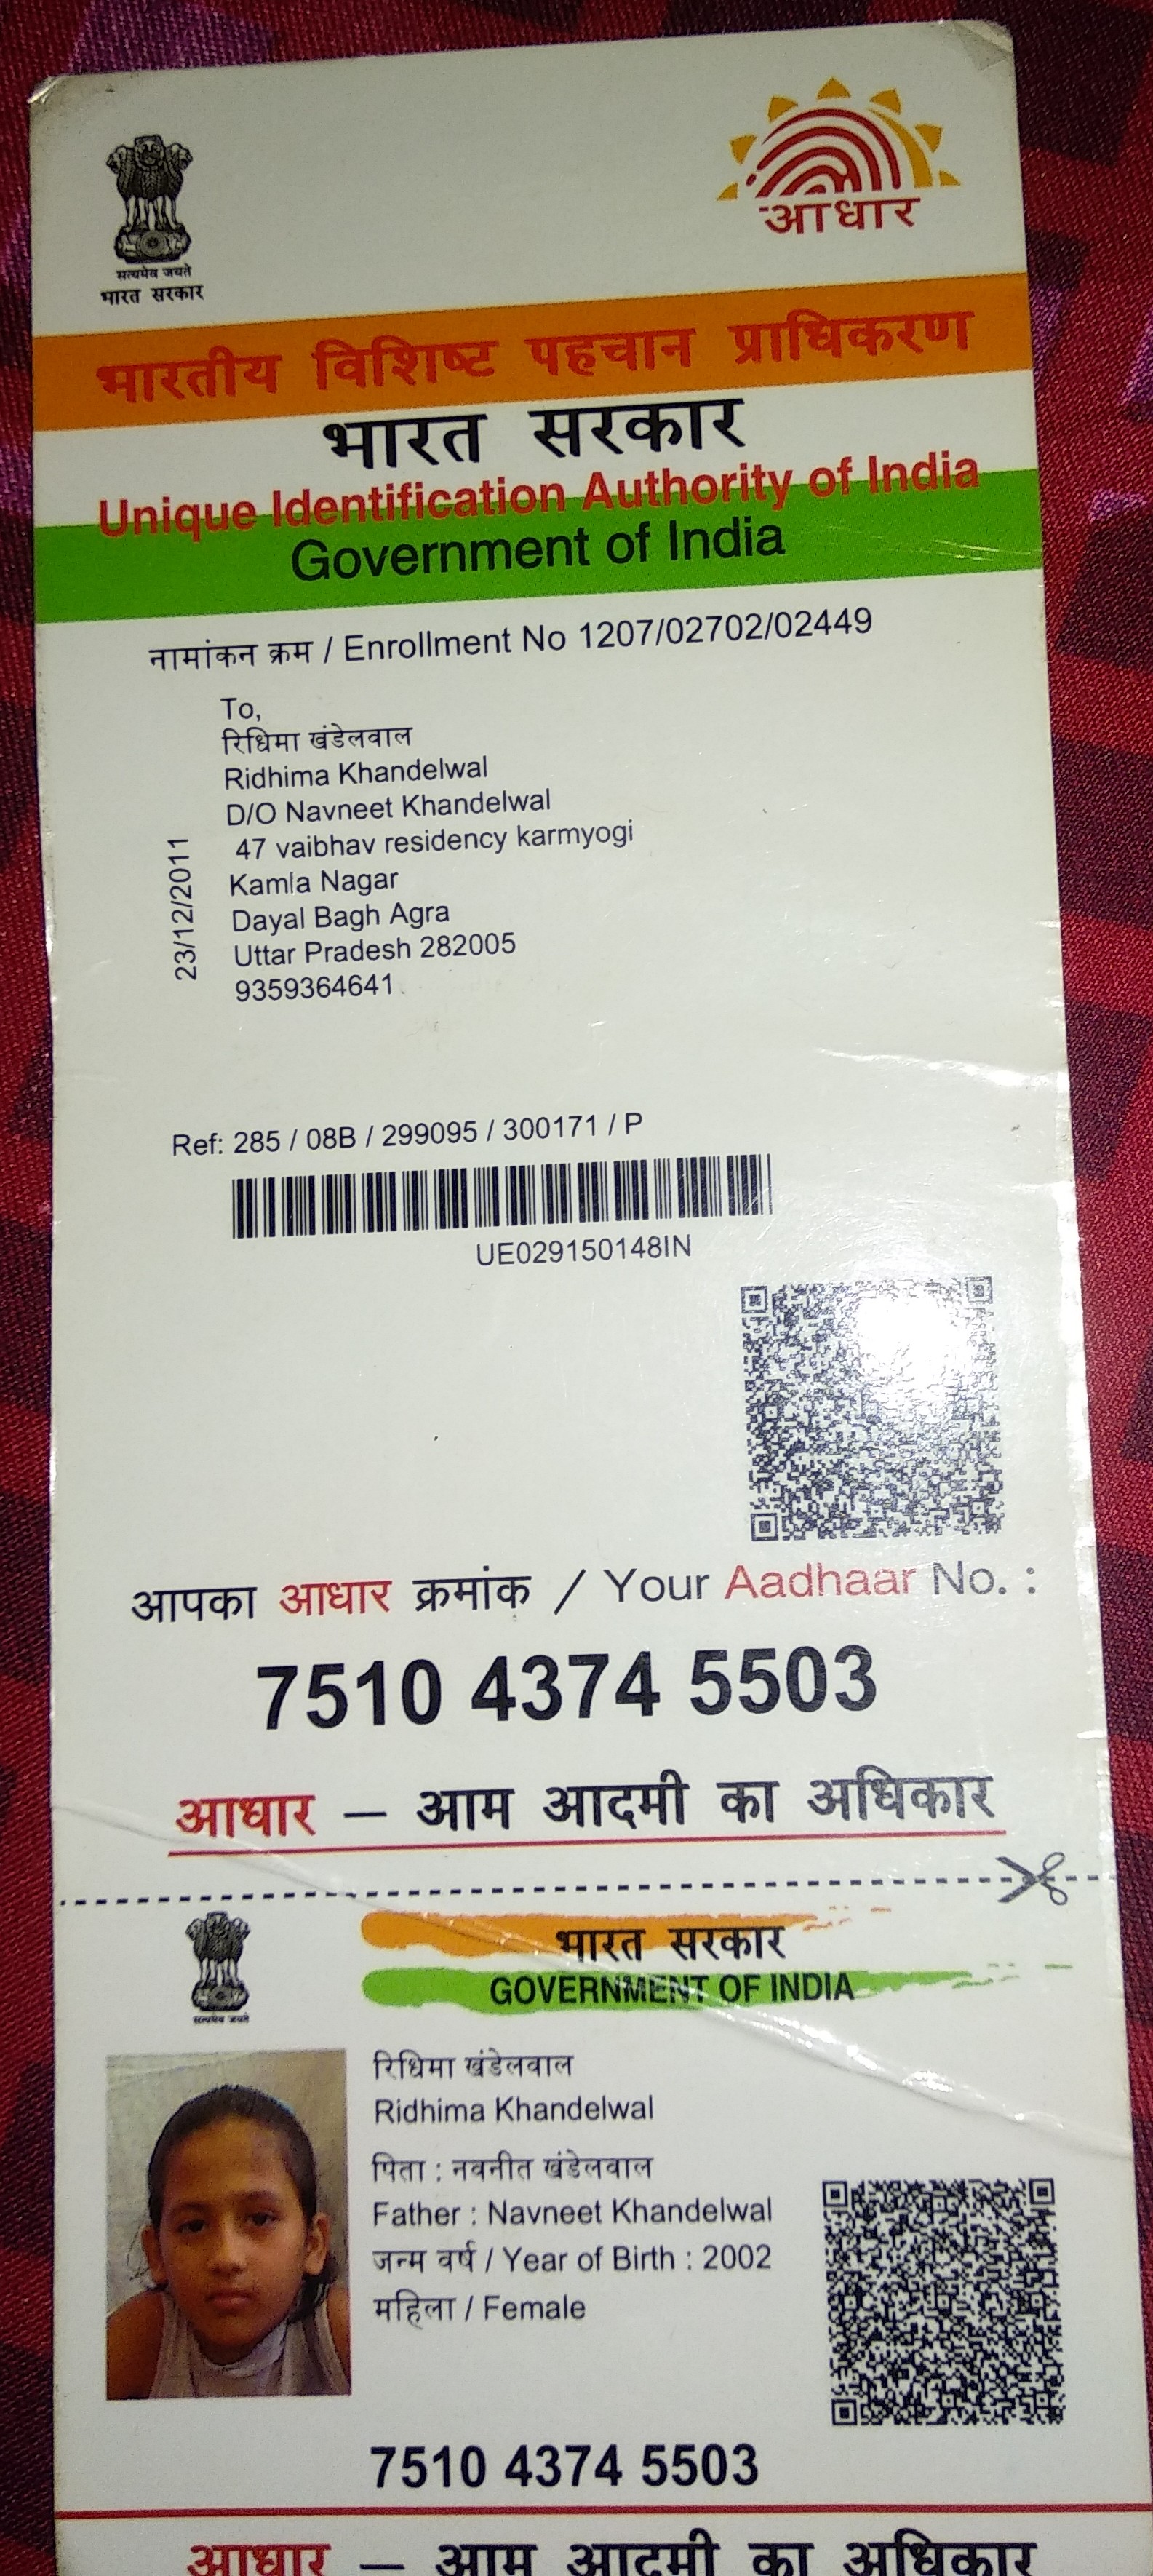 आधार
सत्यमेव जयते
भारत सरकार
भारतीय विशिष्ट पहचान प्राधिकरण
भारत सरकार
Unique Identification Authority of India
Government of India
नामांकन क्रम / Enrollment No 1207/02702/02449
To,
रिधिमा खंडेलवाल
Ridhima Khandelwal
D/O Navneet Khandelwal
47 vaibhav residency karmyogi
Kamla Nagar
Dayal Bagh Agra
Uttar Pradesh 282005
9359364641
23/12/2011
Ref: 285 / 08B / 299095 / 300171 / P
UE029150148IN
आपका आधार क्रमांक / Your Aadhaar No. :
7510 4374 5503
आधार – आम आदमी का अधिकार
सत्यमेव जयते
भारत सरकार
GOVERNMENT OF INDIA
रिधिमा खंडेलवाल
Ridhima Khandelwal
पिता : नवनीत खंडेलवाल
Father : Navneet Khandelwal
जन्म वर्ष / Year of Birth : 2002
महिला / Female
7510 4374 5503
आधार – आम आदमी का अधिकार